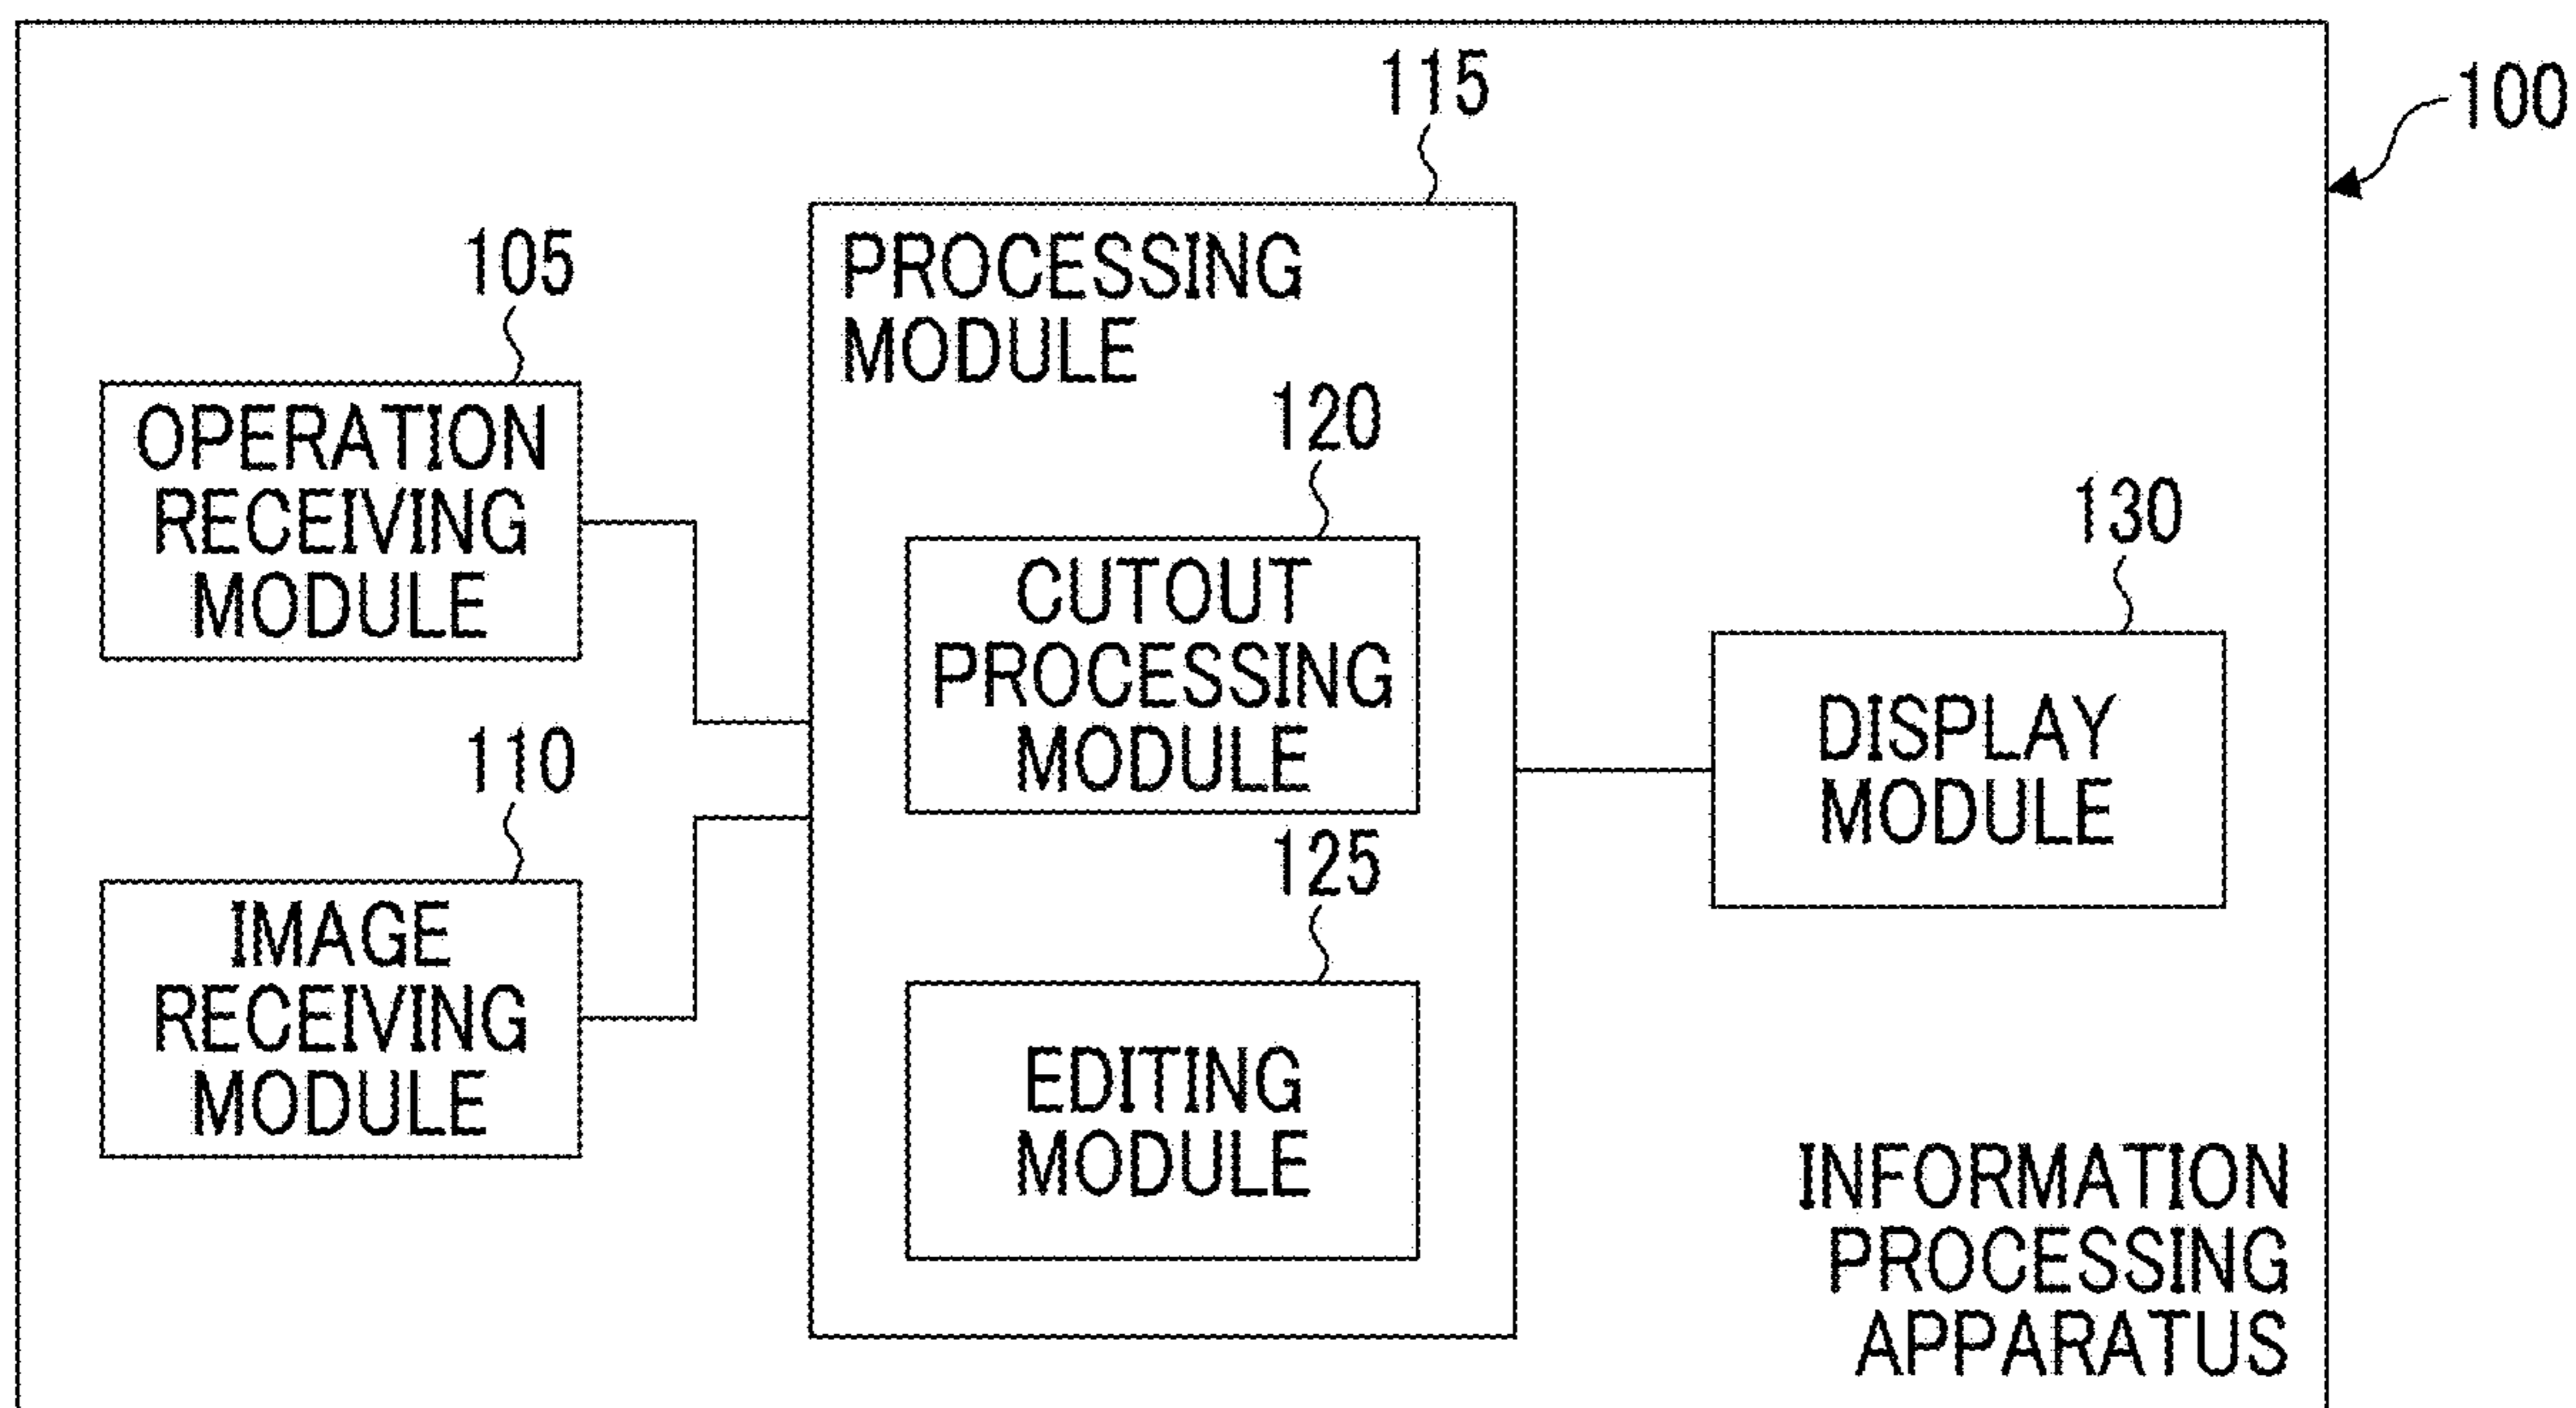 100
115
PROCESSING
MODULE
105
OPERATION
RECEIVING
MODULE
110
IMAGE
RECEIVING
MODULE
120
CUTOUT
PROCESSING
MODULE
125
EDITING
MODULE
130
DISPLAY
MODULE
INFORMATION
PROCESSING
APPARATUS